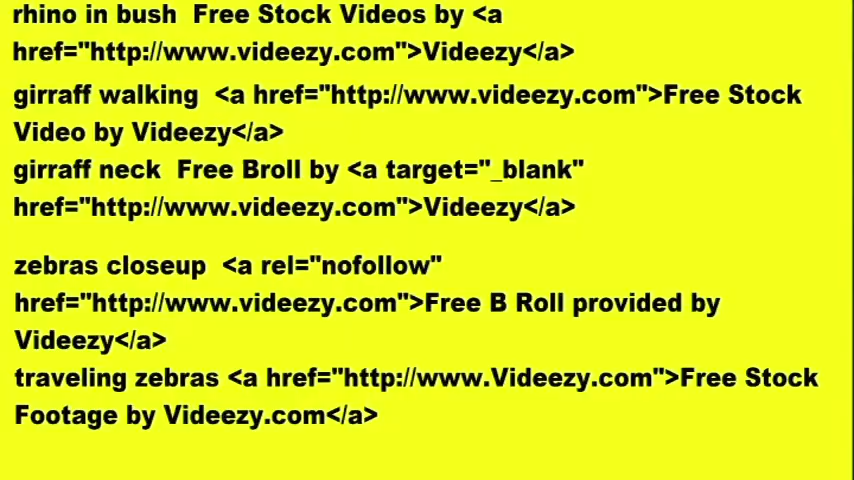 rhino in bush  Free Stock Videos by <a
href="http://www.videezy.com">Videezy</a>
girraff walking  <a href="http://www.videezy.com">Free Stock
Video by Videezy</a>
girraff neck  Free Broll by <a target="_blank"
href="http://www.videezy.com">Videezy</a>
zebras closeup  <a rel="nofollow"
href="http://www.videezy.com">Free B Roll provided by
Videezy</a>
traveling zebras <a href="http://www.Videezy.com">Free Stock
Footage by Videezy.com</a>